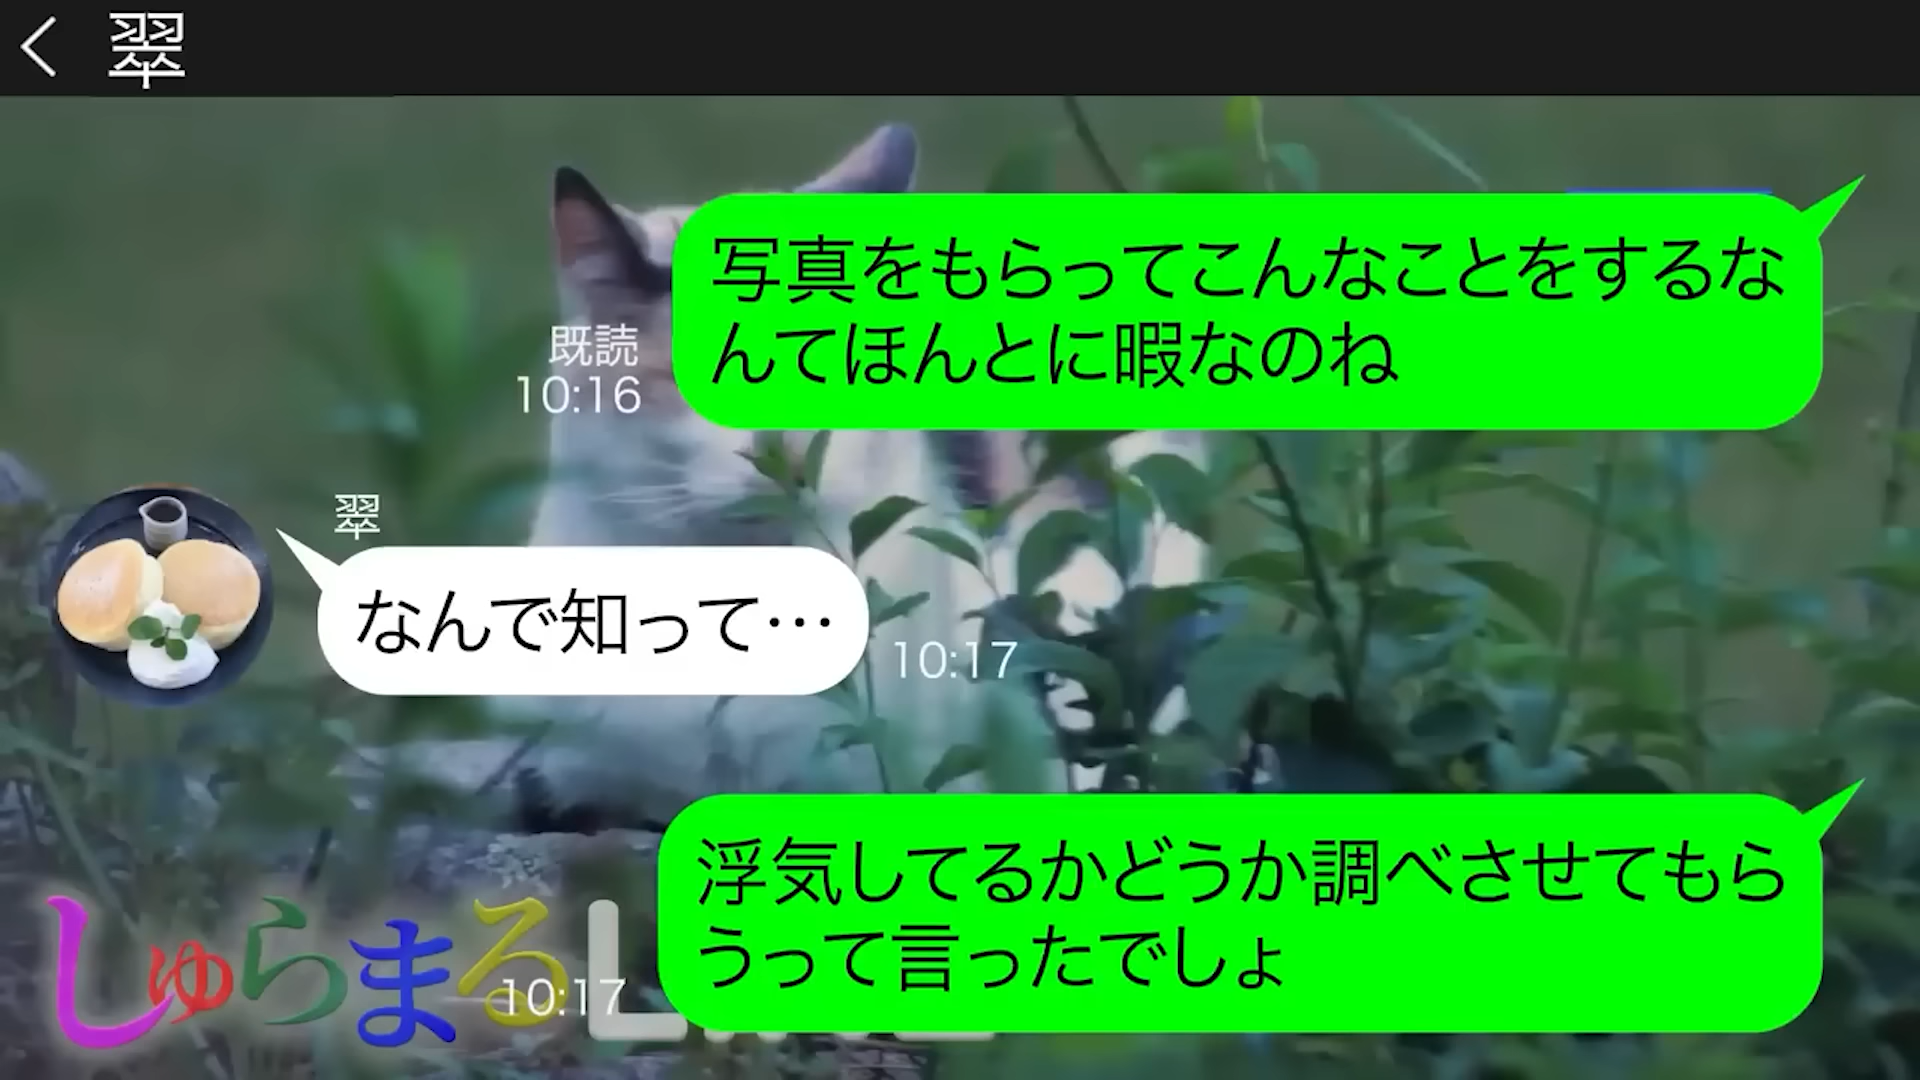 翠
写真をもらってこんなことをするな
んてほんとに暇なのね
既読
10:16
翠
なんで知って…
10:17
浮気してるかどうか調べさせてもら
うって言ったでしょ
10:17
しゅらまる